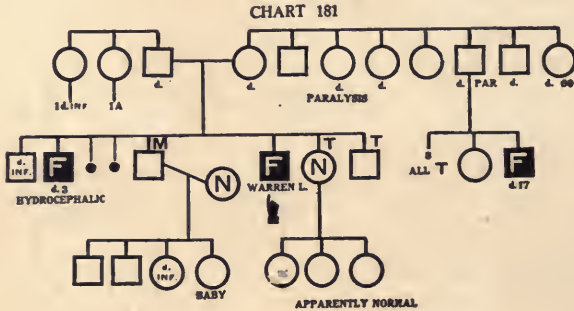 CHART 181
1d. INF 1A d. d. d. d. d. PAR d. d. 60
PARALYSIS
M T T
d. INF. F F N N 8 ALL T F
d. 3 WARREN L. d. 17
HYDROCEPHALIC
d. INF.
BABY
APPARENTLY NORMAL